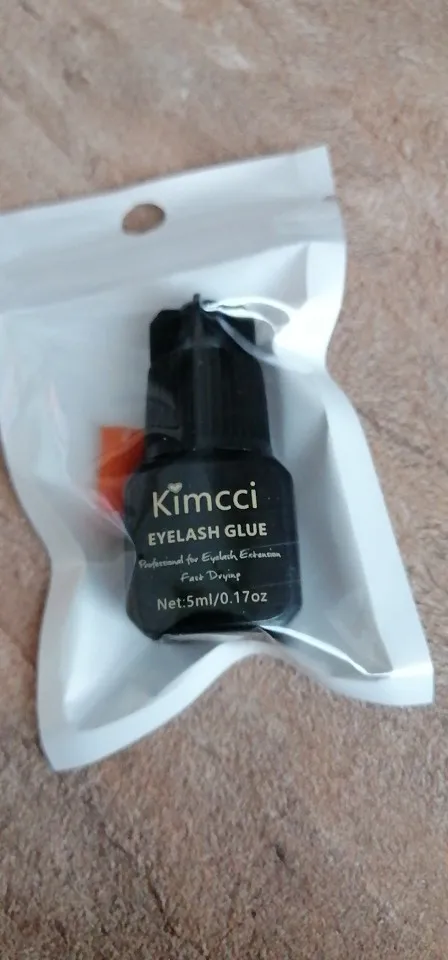 Kimcci
EYELASH GLUE
Professional for Eyelash Extension
Fast Drying
Net:5ml/0.17oz